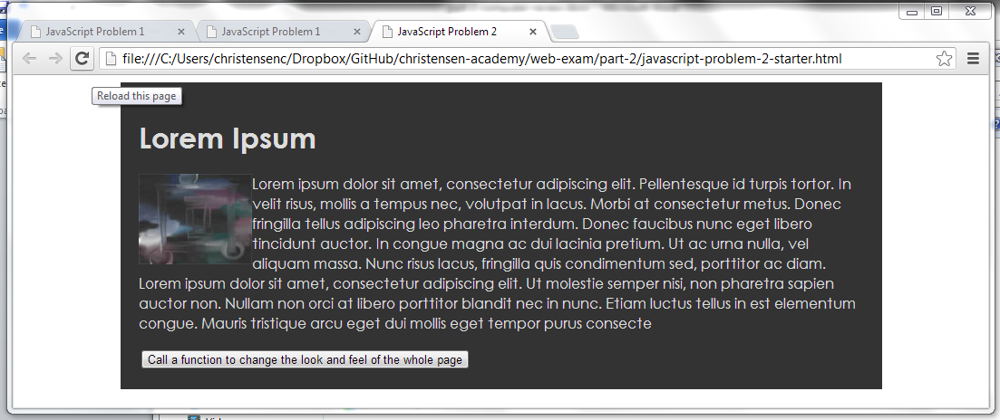 JavaScript Problem 1
JavaScript Problem 1
JavaScript Problem 2
file:///C:/Users/christensenc/Dropbox/GitHub/christensen-academy/web-exam/part-2/javascript-problem-2-starter.html
Reload this page
Lorem Ipsum
Lorem ipsum dolor sit amet, consectetur adipiscing elit. Pellentesque id turpis tortor. In
velit risus, mollis a tempus nec, volutpat in lacus. Morbi at consectetur metus. Donec
fringilla tellus adipiscing leo pharetra interdum. Donec faucibus nunc eget libero
tincidunt auctor. In congue magna ac dui lacinia pretium. Ut ac urna nulla, vel
aliquam massa. Nunc risus lacus, fringilla quis condimentum sed, porttitor ac diam.
Lorem ipsum dolor sit amet, consectetur adipiscing elit. Ut molestie semper nisi, non pharetra sapien
auctor non. Nullam non orci at libero porttitor blandit nec in nunc. Etiam luctus tellus in est elementum
congue. Mauris tristique arcu eget dui mollis eget tempor purus consecte
Call a function to change the look and feel of the whole page